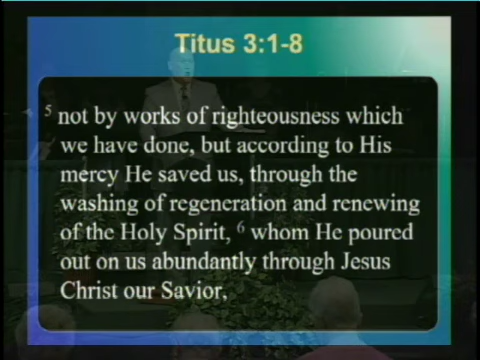 Titus 3:1-8
5 not by works of righteousness which
we have done, but according to His
mercy He saved us, through the
washing of regeneration and renewing
of the Holy Spirit, 6 whom He poured
out on us abundantly through Jesus
Christ our Savior,